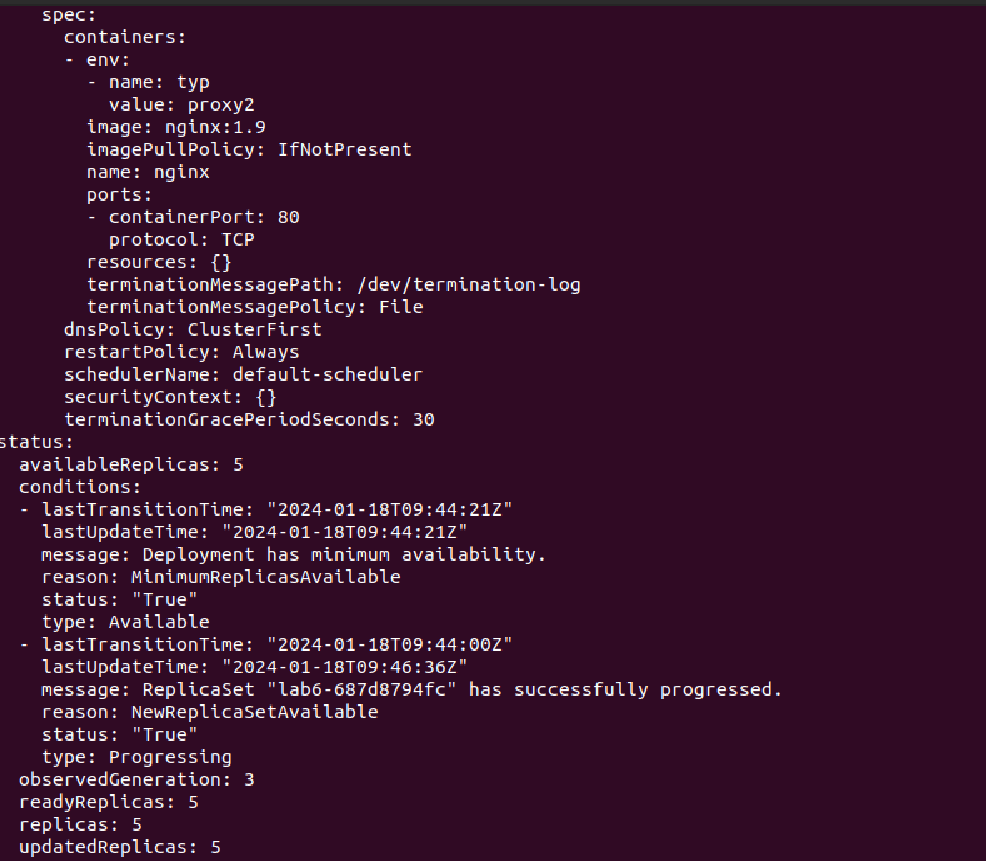 spec:
containers:
- env:
- name: typ
value: proxy2
image: nginx:1.9
imagePullPolicy: IfNotPresent
name: nginx
ports:
- containerPort: 80
protocol: TCP
resources: {}
terminationMessagePath: /dev/termination-log
terminationMessagePolicy: File
dnsPolicy: ClusterFirst
restartPolicy: Always
schedulerName: default-scheduler
securityContext: {}
terminationGracePeriodSeconds: 30
status:
availableReplicas: 5
conditions:
- lastTransitionTime: "2024-01-18T09:44:21Z"
lastUpdateTime: "2024-01-18T09:44:21Z"
message: Deployment has minimum availability.
reason: MinimumReplicasAvailable
status: "True"
type: Available
- lastTransitionTime: "2024-01-18T09:44:00Z"
lastUpdateTime: "2024-01-18T09:46:36Z"
message: ReplicaSet "lab6-687d8794fc" has successfully progressed.
reason: NewReplicaSetAvailable
status: "True"
type: Progressing
observedGeneration: 3
readyReplicas: 5
replicas: 5
updatedReplicas: 5